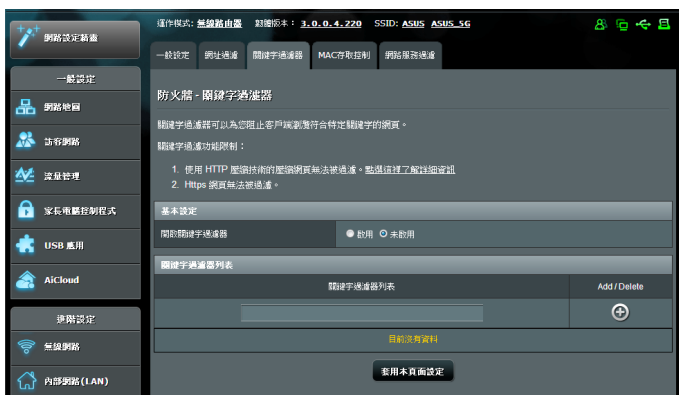 網路設定精靈
運作模式: 無線路由器 韌體版本: 3.0.0.4.220 SSID: ASUS ASUS_5G
一般設定 網址過濾 關鍵字過濾器 MAC存取控制 網路服務過濾
一般設定
網路地圖
訪客網路
流量管理
家長電腦控制程式
USB 應用
AiCloud
進階設定
無線網路
內部網路(LAN)
防火牆 - 關鍵字過濾器
關鍵字過濾器可以為您阻止客戶端瀏覽符合特定關鍵字的網頁。
關鍵字過濾功能限制:
1. 使用 HTTP 壓縮技術的壓縮網頁無法被過濾。點選這裡了解詳細資訊
2. Https 網頁無法被過濾。
基本設定
開啟關鍵字過濾器 啟用 未啟用
關鍵字過濾器列表
關鍵字過濾器列表 Add / Delete
目前沒有資料
套用本頁面設定